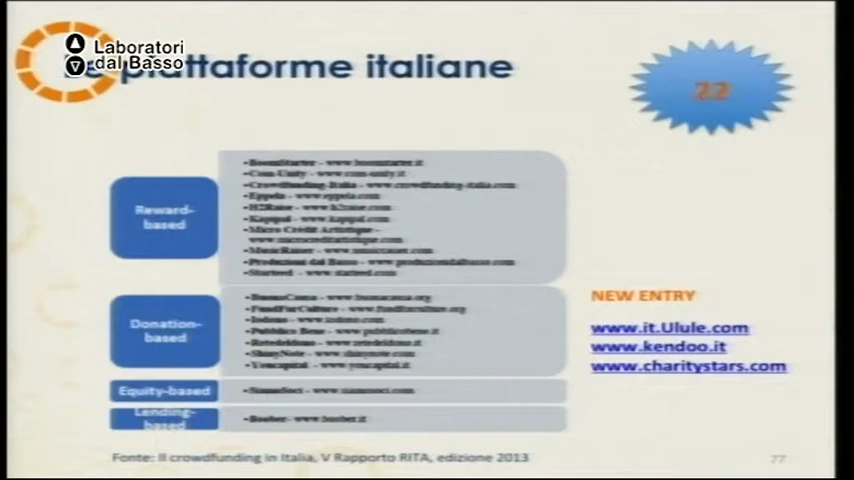 Laboratori
dal Basso
Le piattaforme italiane
22
Reward-
based
•BoomStarter - www.boomstarter.it
•Com-Unity - www.com-unity.it
•Crowdfunding-Italia - www.crowdfunding-italia.com
•Eppela - www.eppela.com
•H2Raise - www.h2raise.com
•Kapipal - www.kapipal.com
•Micro Crédit Artistique -
www.microcreditartistique.com
•MusicRaiser - www.musicraiser.com
•Produzioni dal Basso - www.produzionidalbasso.com
•Starteed - www.starteed.com
Donation-
based
•BuonaCausa - www.buonacausa.org
•FundForCulture - www.fundforculture.org
•Iodono - www.iodono.com
•Pubblico Bene - www.pubblicobene.it
•Retedeldono - www.retedeldono.it
•ShinyNote - www.shinynote.com
•Youcapital - www.youcapital.it
Equity-based
•SiamoSoci - www.siamosoci.com
Lending-
based
•Boober- www.boober.it
NEW ENTRY
www.it.Ulule.com
www.kendoo.it
www.charitystars.com
Fonte: Il crowdfunding in Italia, V Rapporto RITA, edizione 2013
77